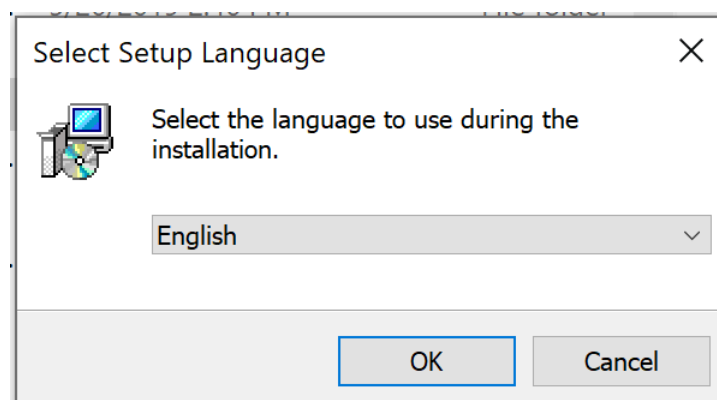 Select Setup Language
Select the language to use during the
installation.
English
OK
Cancel